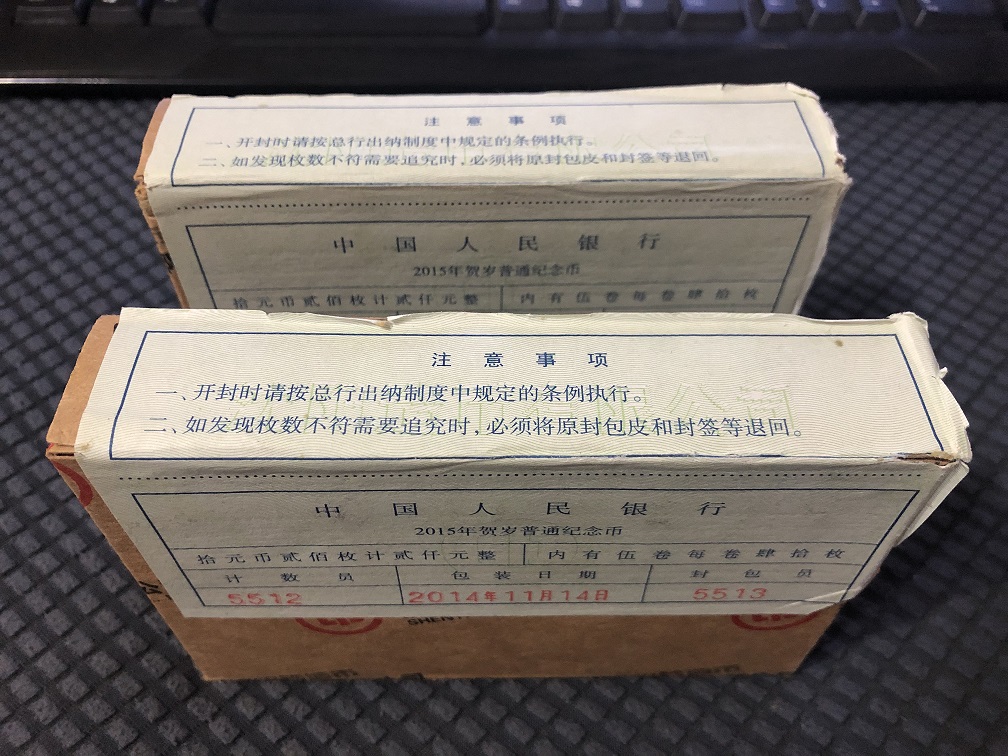 注意事项
一、开封时请按总行出纳制度中规定的条例执行。
二、如发现枚数不符需要追究时，必须将原封包皮和封签等退回。
中国人民银行
2015年贺岁普通纪念币
拾元币贰佰枚计贰仟元整 内有伍卷每卷肆拾枚
注意事项
一、开封时请按总行出纳制度中规定的条例执行。
二、如发现枚数不符需要追究时，必须将原封包皮和封签等退回。
中国人民银行
2015年贺岁普通纪念币
拾元币贰佰枚计贰仟元整 内有伍卷每卷肆拾枚
计数员 包装日期 封包员
5512 2014年11月14日 5513